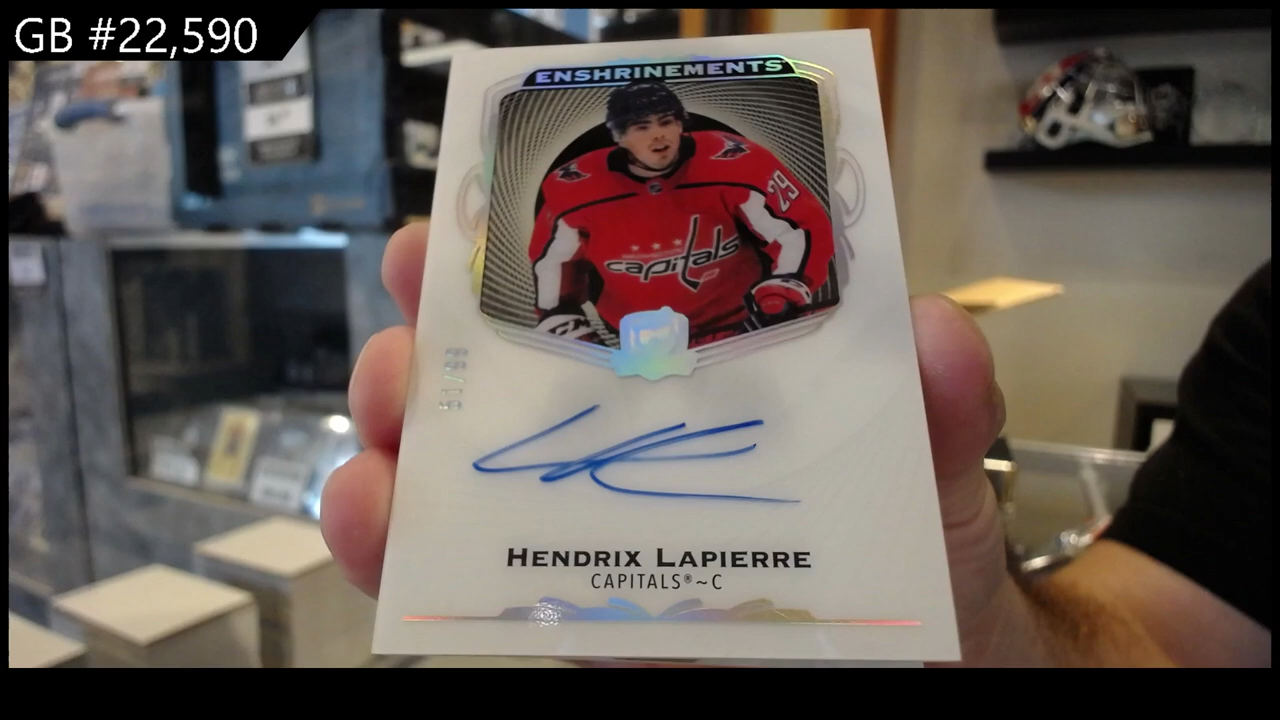 GB #22,590
ENSHRINEMENTS
29
capitals
HENDRIX LAPIERRE
CAPITALS®~C